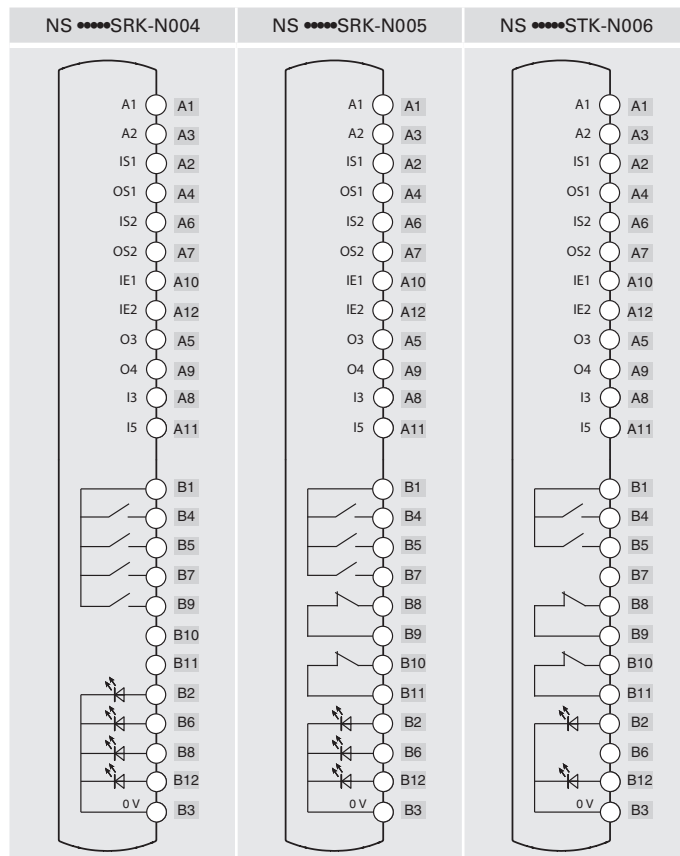 NS •••••SRK-N004 NS •••••SRK-N005 NS •••••STK-N006
A1 A1 A1 A1 A1 A1
A2 A3 A2 A3 A2 A3
IS1 A2 IS1 A2 IS1 A2
OS1 A4 OS1 A4 OS1 A4
IS2 A6 IS2 A6 IS2 A6
OS2 A7 OS2 A7 OS2 A7
IE1 A10 IE1 A10 IE1 A10
IE2 A12 IE2 A12 IE2 A12
O3 A5 O3 A5 O3 A5
O4 A9 O4 A9 O4 A9
I3 A8 I3 A8 I3 A8
I5 A11 I5 A11 I5 A11
B1 B1 B1
B4 B4 B4
B5 B5 B5
B7 B7 B7
B9 B8 B8
B10 B9 B9
B11 B10 B10
B2 B11 B11
B6 B2 B2
B8 B6 B6
B12 B12 B12
0 V B3 0 V B3 0 V B3